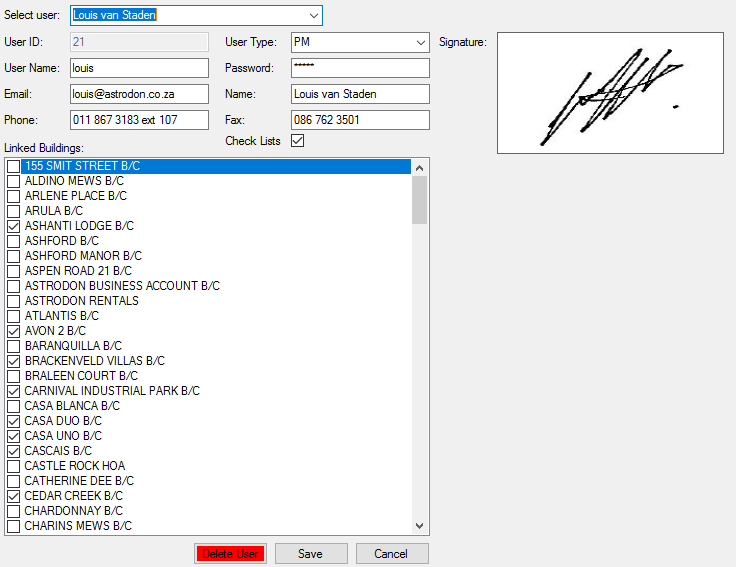 Select user: Louis van Staden
User ID: 21 User Type: PM Signature:
User Name: louis Password: *****
Email: louis@astrodon.co.za Name: Louis van Staden
Phone: 011 867 3183 ext 107 Fax: 086 762 3501
Check Lists
Linked Buildings:
155 SMIT STREET B/C
ALDINO MEWS B/C
ARLENE PLACE B/C
ARULA B/C
ASHANTI LODGE B/C
ASHFORD B/C
ASHFORD MANOR B/C
ASPEN ROAD 21 B/C
ASTRODON BUSINESS ACCOUNT B/C
ASTRODON RENTALS
ATLANTIS B/C
AVON 2 B/C
BARANQUILLA B/C
BRACKENVELD VILLAS B/C
BRALEEN COURT B/C
CARNIVAL INDUSTRIAL PARK B/C
CASA BLANCA B/C
CASA DUO B/C
CASA UNO B/C
CASCAIS B/C
CASTLE ROCK HOA
CATHERINE DEE B/C
CEDAR CREEK B/C
CHARDONNAY B/C
CHARINS MEWS B/C
Delete User Save Cancel